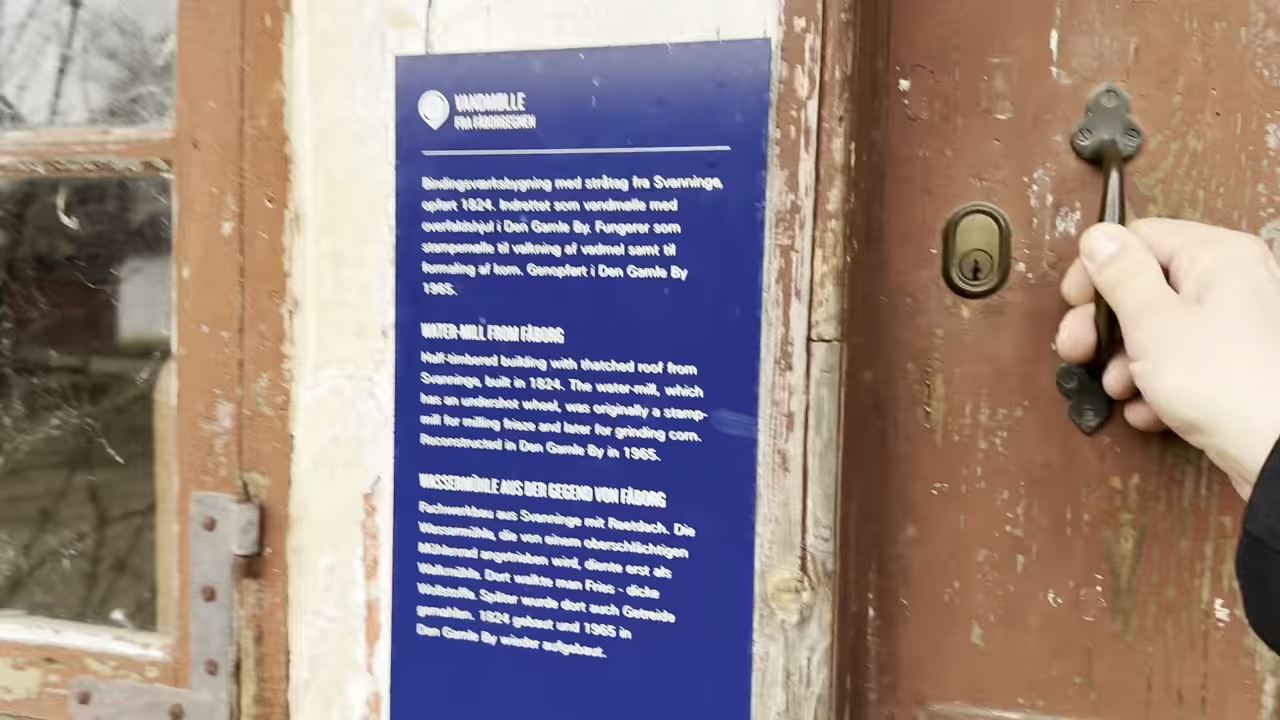 VANDMØLLE
FRA FÅBORGEGNEN
Bindingsværksbygning med stråtag fra Svanninge,
opført 1824. Indrettet som vandmølle med
overfaldshjul i Den Gamle By. Fungerer som
stampemølle til valkning af vadmel samt til
formaling af korn. Genopført i Den Gamle By
1965.
WATER-MILL FROM FÅBORG
Half-timbered building with thatched roof from
Svanninge, built in 1824. The water-mill, which
has an undershot wheel, was originally a stamp-
mill for milling frieze and later for grinding corn.
Reconstructed in Den Gamle By in 1965.
WASSERMÜHLE AUS DER GEGEND VON FÅBORG
Fachwerkbau aus Svanninge mit Reetdach. Die
Wassermühle, die von einem oberschlächtigen
Mühlenrad angetrieben wird, diente erst als
Walkmühle. Dort walkte man Fries - dicke
Wollstoffe. Später wurde dort auch Getreide
gemahlen. 1824 gebaut und 1965 in
Den Gamle By wieder aufgebaut.